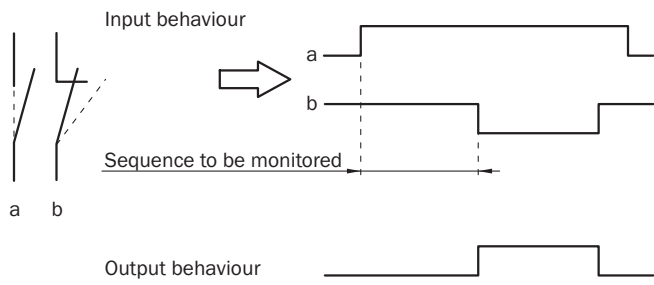 Input behaviour
a
b
Sequence to be monitored
a b
Output behaviour